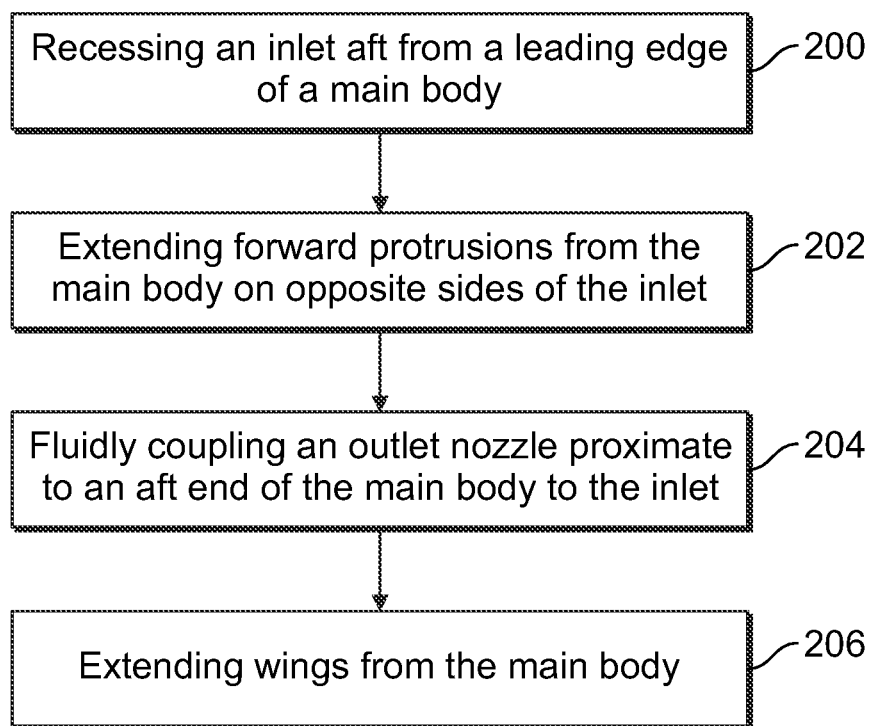 Recessing an inlet aft from a leading edge
of a main body
200
Extending forward protrusions from the
main body on opposite sides of the inlet
202
Fluidly coupling an outlet nozzle proximate
to an aft end of the main body to the inlet
204
Extending wings from the main body
206